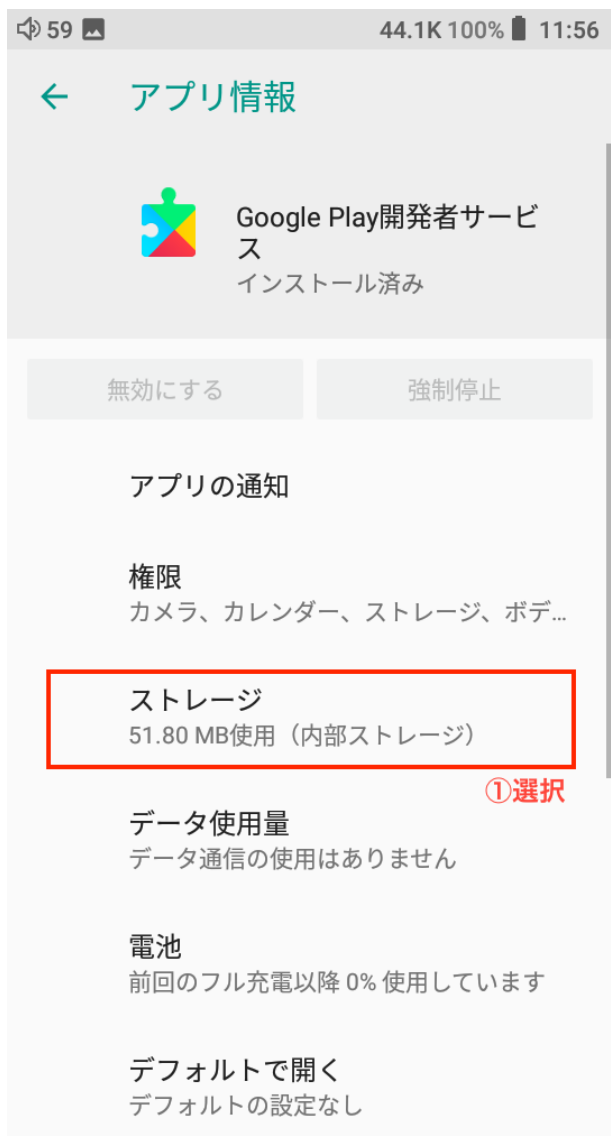 59 44.1K 100% 11:56
アプリ情報
Google Play開発者サービ
ス
インストール済み
無効にする 強制停止
アプリの通知
権限
カメラ、カレンダー、ストレージ、ボデ...
ストレージ
51.80 MB使用（内部ストレージ）
①選択
データ使用量
データ通信の使用はありません
電池
前回のフル充電以降 0% 使用しています
デフォルトで開く
デフォルトの設定なし